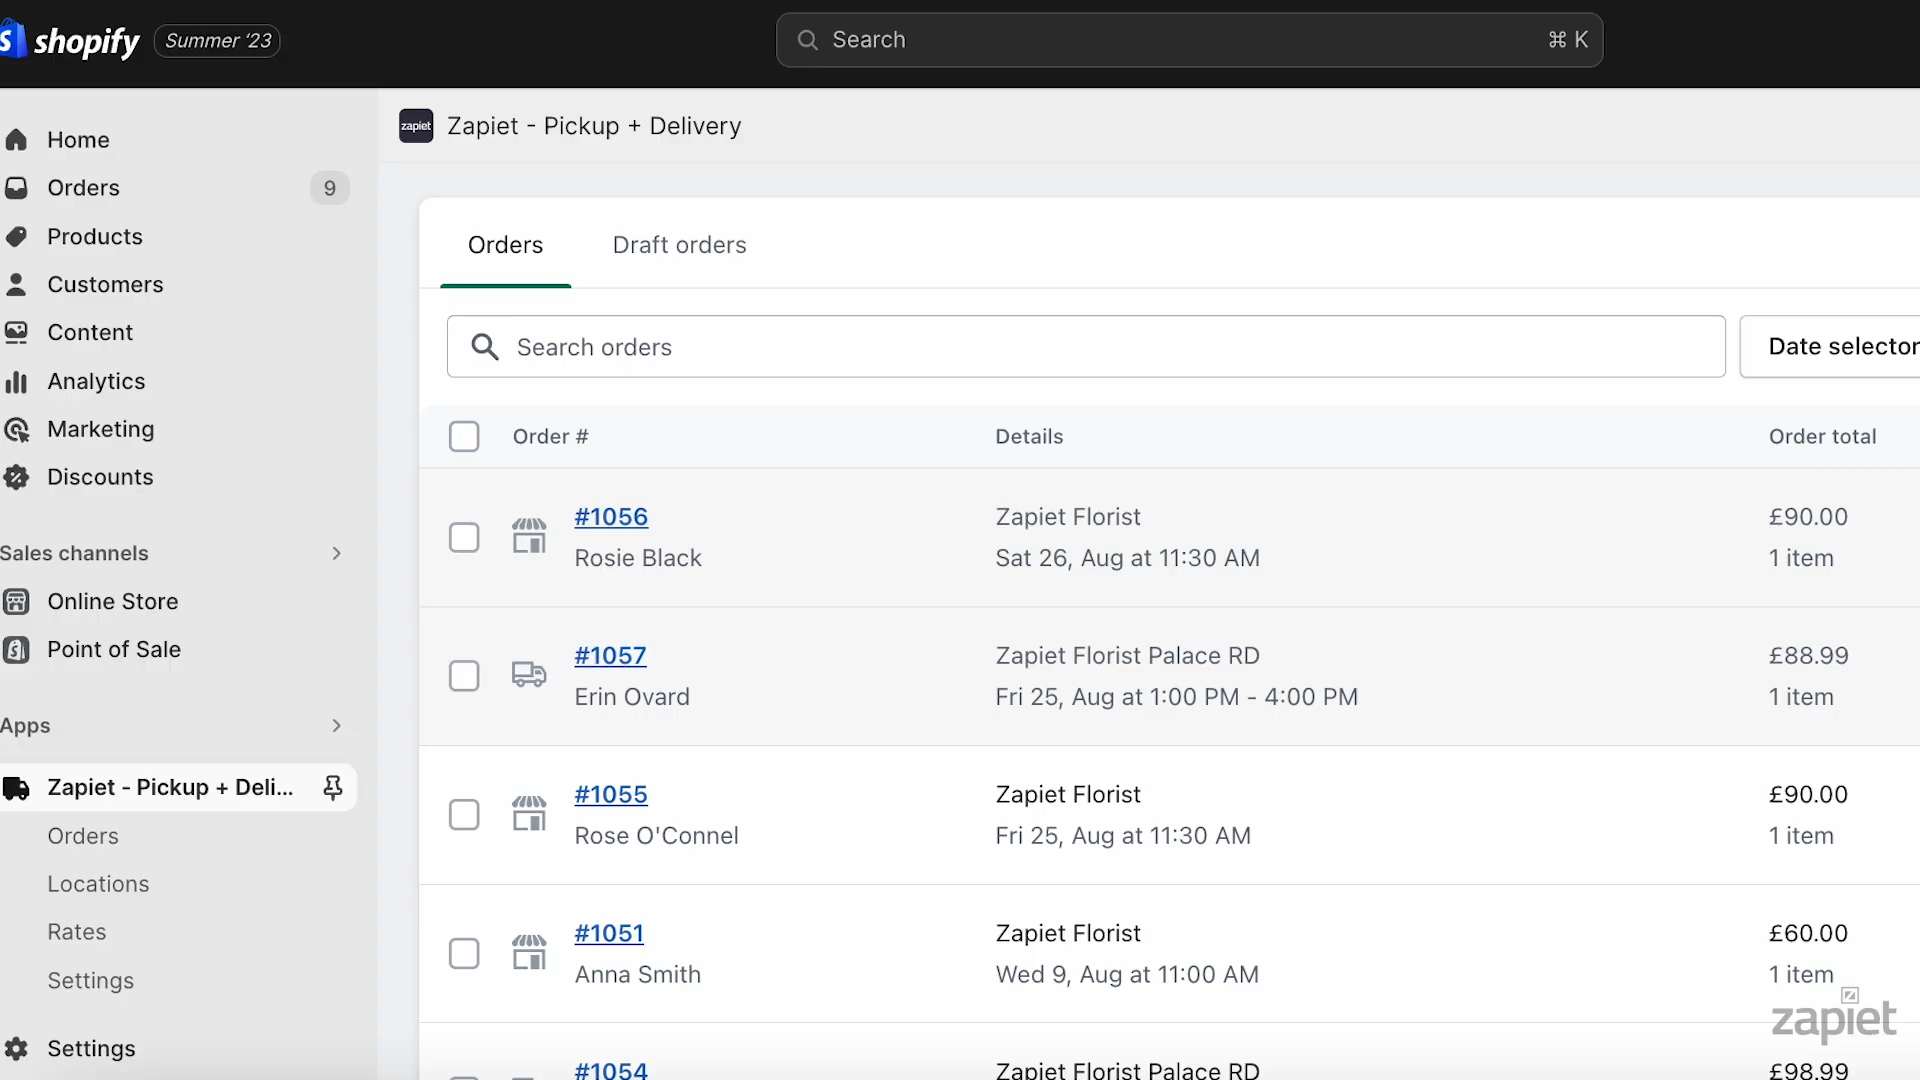 shopify Summer '23
Search ⌘ K
Home
Orders 9
Products
Customers
Content
Analytics
Marketing
Discounts
Sales channels
Online Store
Point of Sale
Apps
Zapiet - Pickup + Deli...
Orders
Locations
Rates
Settings
Settings
zapiet Zapiet - Pickup + Delivery
Orders Draft orders
Search orders Date selector
Order # Details Order total
#1056 Zapiet Florist £90.00
Rosie Black Sat 26, Aug at 11:30 AM 1 item
#1057 Zapiet Florist Palace RD £88.99
Erin Ovard Fri 25, Aug at 1:00 PM - 4:00 PM 1 item
#1055 Zapiet Florist £90.00
Rose O'Connel Fri 25, Aug at 11:30 AM 1 item
#1051 Zapiet Florist £60.00
Anna Smith Wed 9, Aug at 11:00 AM 1 item
zapiet
#1054 Zapiet Florist Palace RD £98.99